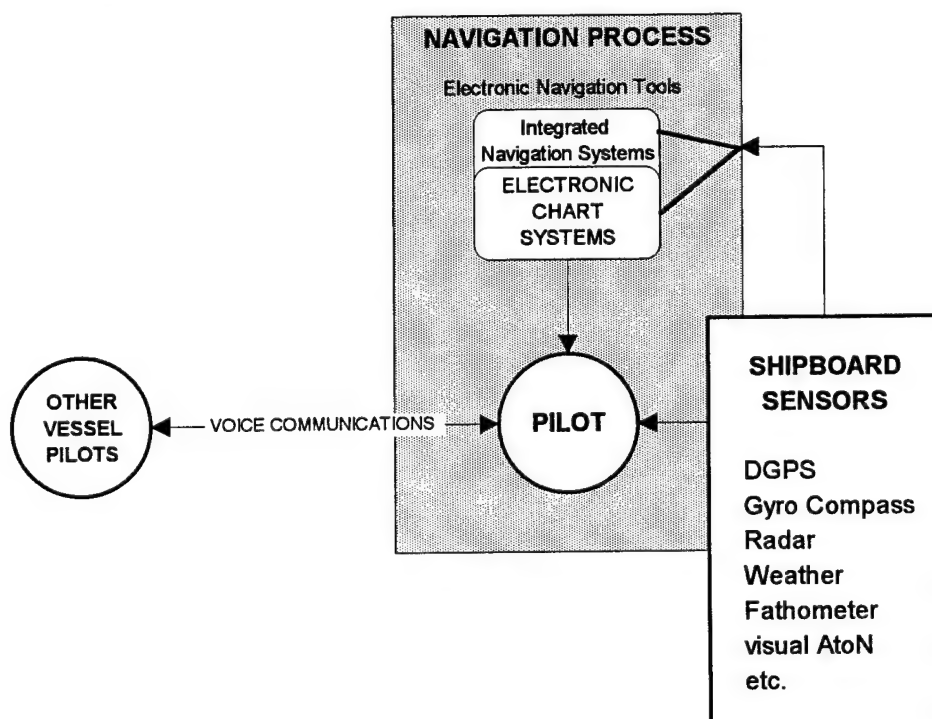 NAVIGATION PROCESS
Electronic Navigation Tools
Integrated
Navigation Systems
ELECTRONIC
CHART
SYSTEMS
OTHER
VESSEL
PILOTS
VOICE COMMUNICATIONS
PILOT
SHIPBOARD
SENSORS
DGPS
Gyro Compass
Radar
Weather
Fathometer
visual AtoN
etc.